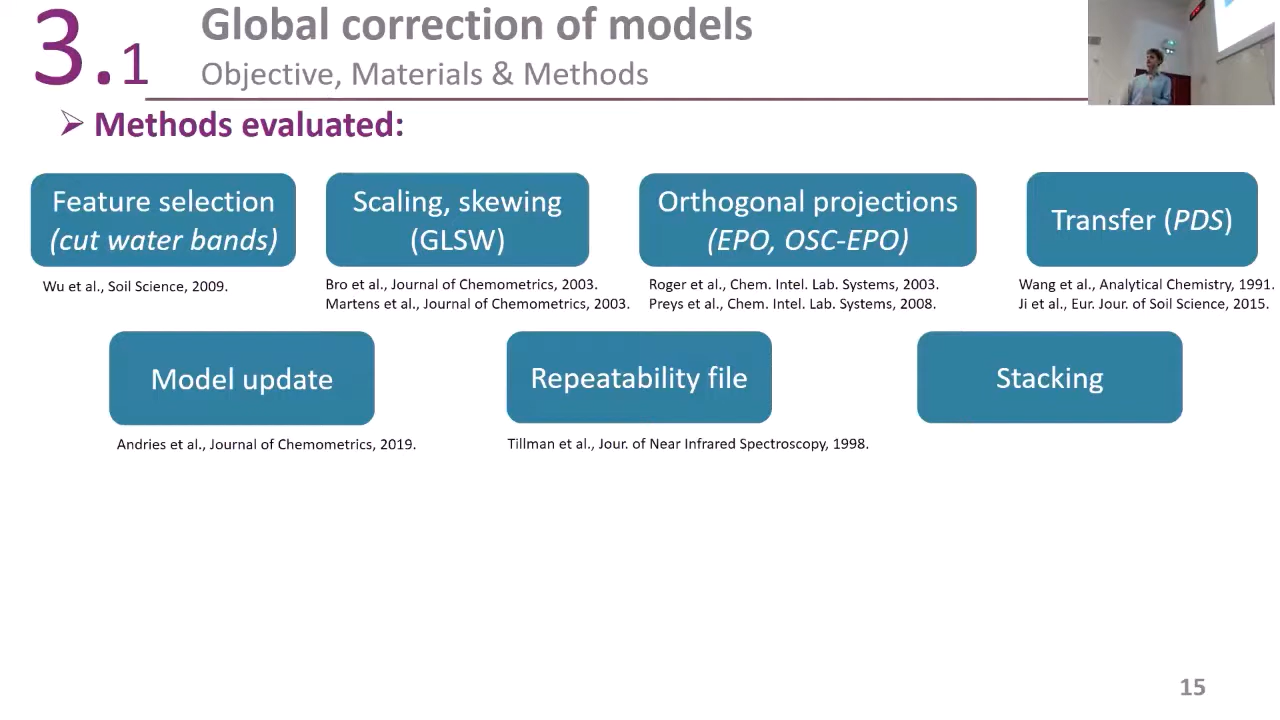 3.1
Global correction of models
Objective, Materials & Methods
Methods evaluated:
Feature selection
(cut water bands)
Scaling, skewing
(GLSW)
Orthogonal projections
(EPO, OSC-EPO)
Transfer (PDS)
Wu et al., Soil Science, 2009.
Bro et al., Journal of Chemometrics, 2003.
Martens et al., Journal of Chemometrics, 2003.
Roger et al., Chem. Intel. Lab. Systems, 2003.
Preys et al., Chem. Intel. Lab. Systems, 2008.
Wang et al., Analytical Chemistry, 1991.
Ji et al., Eur. Jour. of Soil Science, 2015.
Model update
Repeatability file
Stacking
Andries et al., Journal of Chemometrics, 2019.
Tillman et al., Jour. of Near Infrared Spectroscopy, 1998.
15